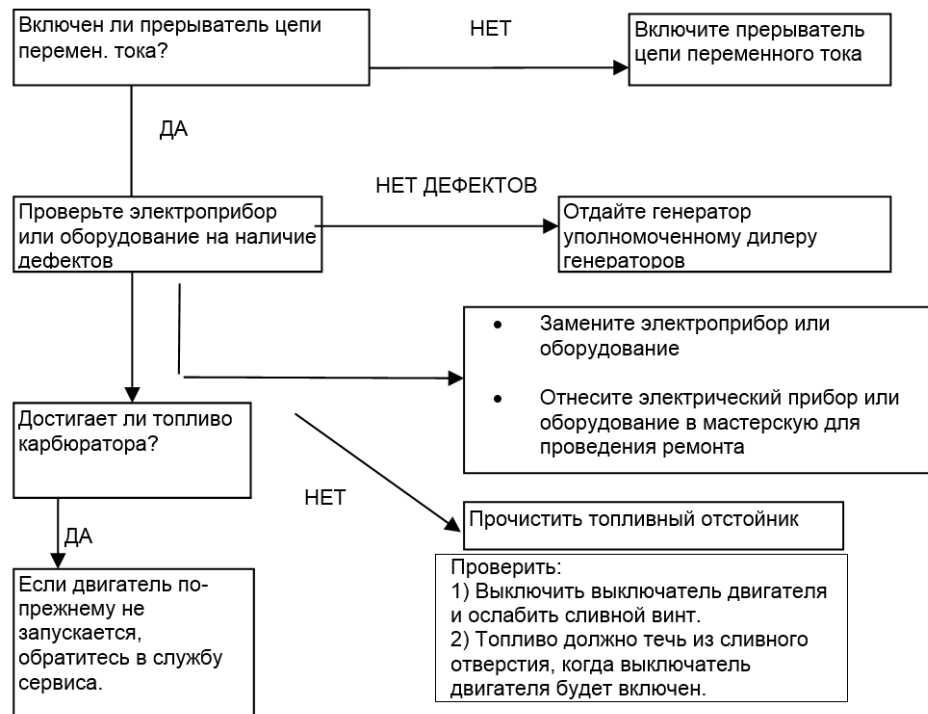 Включен ли прерыватель цепи
перемен. тока?
НЕТ
Включите прерыватель
цепи переменного тока
ДА
Проверьте электроприбор
или оборудование на наличие
дефектов
НЕТ ДЕФЕКТОВ
Отдайте генератор
уполномоченному дилеру
генераторов
• Замените электроприбор или
оборудование
• Отнесите электрический прибор или
оборудование в мастерскую для
проведения ремонта
Достигает ли топливо
карбюратора?
НЕТ
Прочистить топливный отстойник
ДА
Проверить:
1) Выключить выключатель двигателя
и ослабить сливной винт.
2) Топливо должно течь из сливного
отверстия, когда выключатель
двигателя будет включен.
Если двигатель по-
прежнему не
запускается,
обратитесь в службу
сервиса.